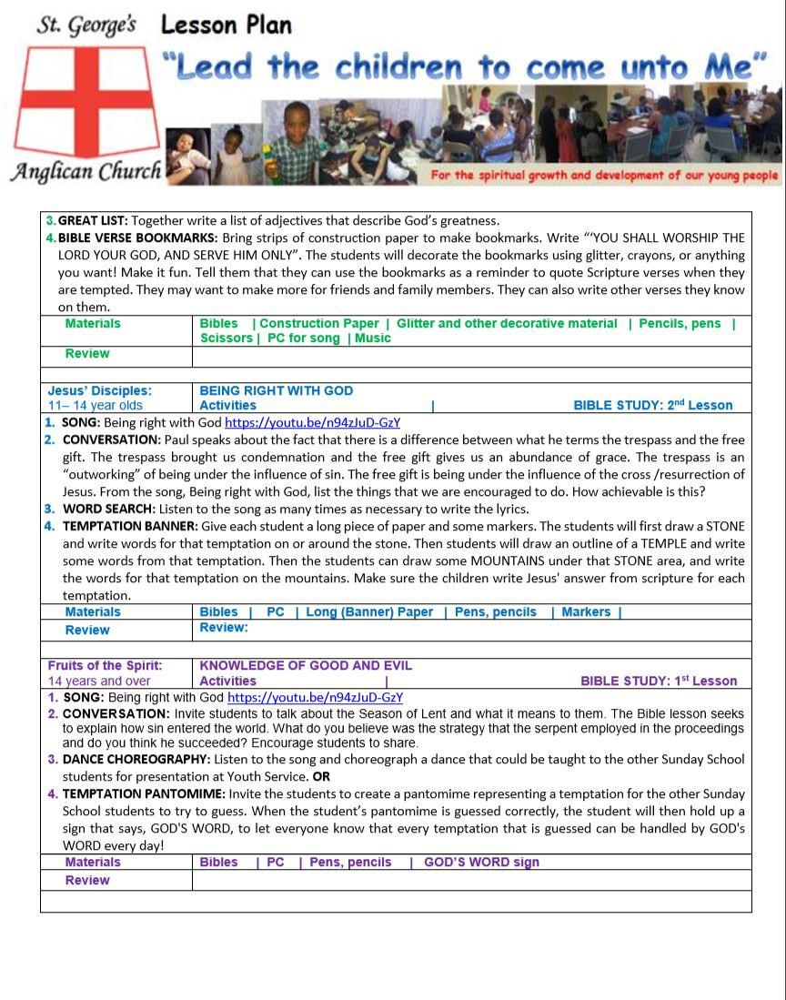 St. George's
Lesson Plan
"Lead the children to come unto Me"
Anglican Church
For the spiritual growth and development of our young people
3. GREAT LIST: Together write a list of adjectives that describe God's greatness.
4. BIBLE VERSE BOOKMARKS: Bring strips of construction paper to make bookmarks. Write "'YOU SHALL WORSHIP THE
LORD YOUR GOD, AND SERVE HIM ONLY". The students will decorate the bookmarks using glitter, crayons, or anything
you want! Make it fun. Tell them that they can use the bookmarks as a reminder to quote Scripture verses when they
are tempted. They may want to make more for friends and family members. They can also write other verses they know
on them.
Materials Bibles | Construction Paper | Glitter and other decorative material | Pencils, pens |
Scissors | PC for song | Music
Review
Jesus' Disciples: BEING RIGHT WITH GOD
11– 14 year olds Activities | BIBLE STUDY: 2nd Lesson
1. SONG: Being right with God https://youtu.be/n94zJuD-GzY
2. CONVERSATION: Paul speaks about the fact that there is a difference between what he terms the trespass and the free
gift. The trespass brought us condemnation and the free gift gives us an abundance of grace. The trespass is an
"outworking" of being under the influence of sin. The free gift is being under the influence of the cross /resurrection of
Jesus. From the song, Being right with God, list the things that we are encouraged to do. How achievable is this?
3. WORD SEARCH: Listen to the song as many times as necessary to write the lyrics.
4. TEMPTATION BANNER: Give each student a long piece of paper and some markers. The students will first draw a STONE
and write words for that temptation on or around the stone. Then students will draw an outline of a TEMPLE and write
some words from that temptation. Then the students can draw some MOUNTAINS under that STONE area, and write
the words for that temptation on the mountains. Make sure the children write Jesus' answer from scripture for each
temptation.
Materials Bibles | PC | Long (Banner) Paper | Pens, pencils | Markers |
Review Review:
Fruits of the Spirit: KNOWLEDGE OF GOOD AND EVIL
14 years and over Activities | BIBLE STUDY: 1st Lesson
1. SONG: Being right with God https://youtu.be/n94zJuD-GzY
2. CONVERSATION: Invite students to talk about the Season of Lent and what it means to them. The Bible lesson seeks
to explain how sin entered the world. What do you believe was the strategy that the serpent employed in the proceedings
and do you think he succeeded? Encourage students to share.
3. DANCE CHOREOGRAPHY: Listen to the song and choreograph a dance that could be taught to the other Sunday School
students for presentation at Youth Service. OR
4. TEMPTATION PANTOMIME: Invite the students to create a pantomime representing a temptation for the other Sunday
School students to try to guess. When the student's pantomime is guessed correctly, the student will then hold up a
sign that says, GOD'S WORD, to let everyone know that every temptation that is guessed can be handled by GOD's
WORD every day!
Materials Bibles | PC | Pens, pencils | GOD'S WORD sign
Review